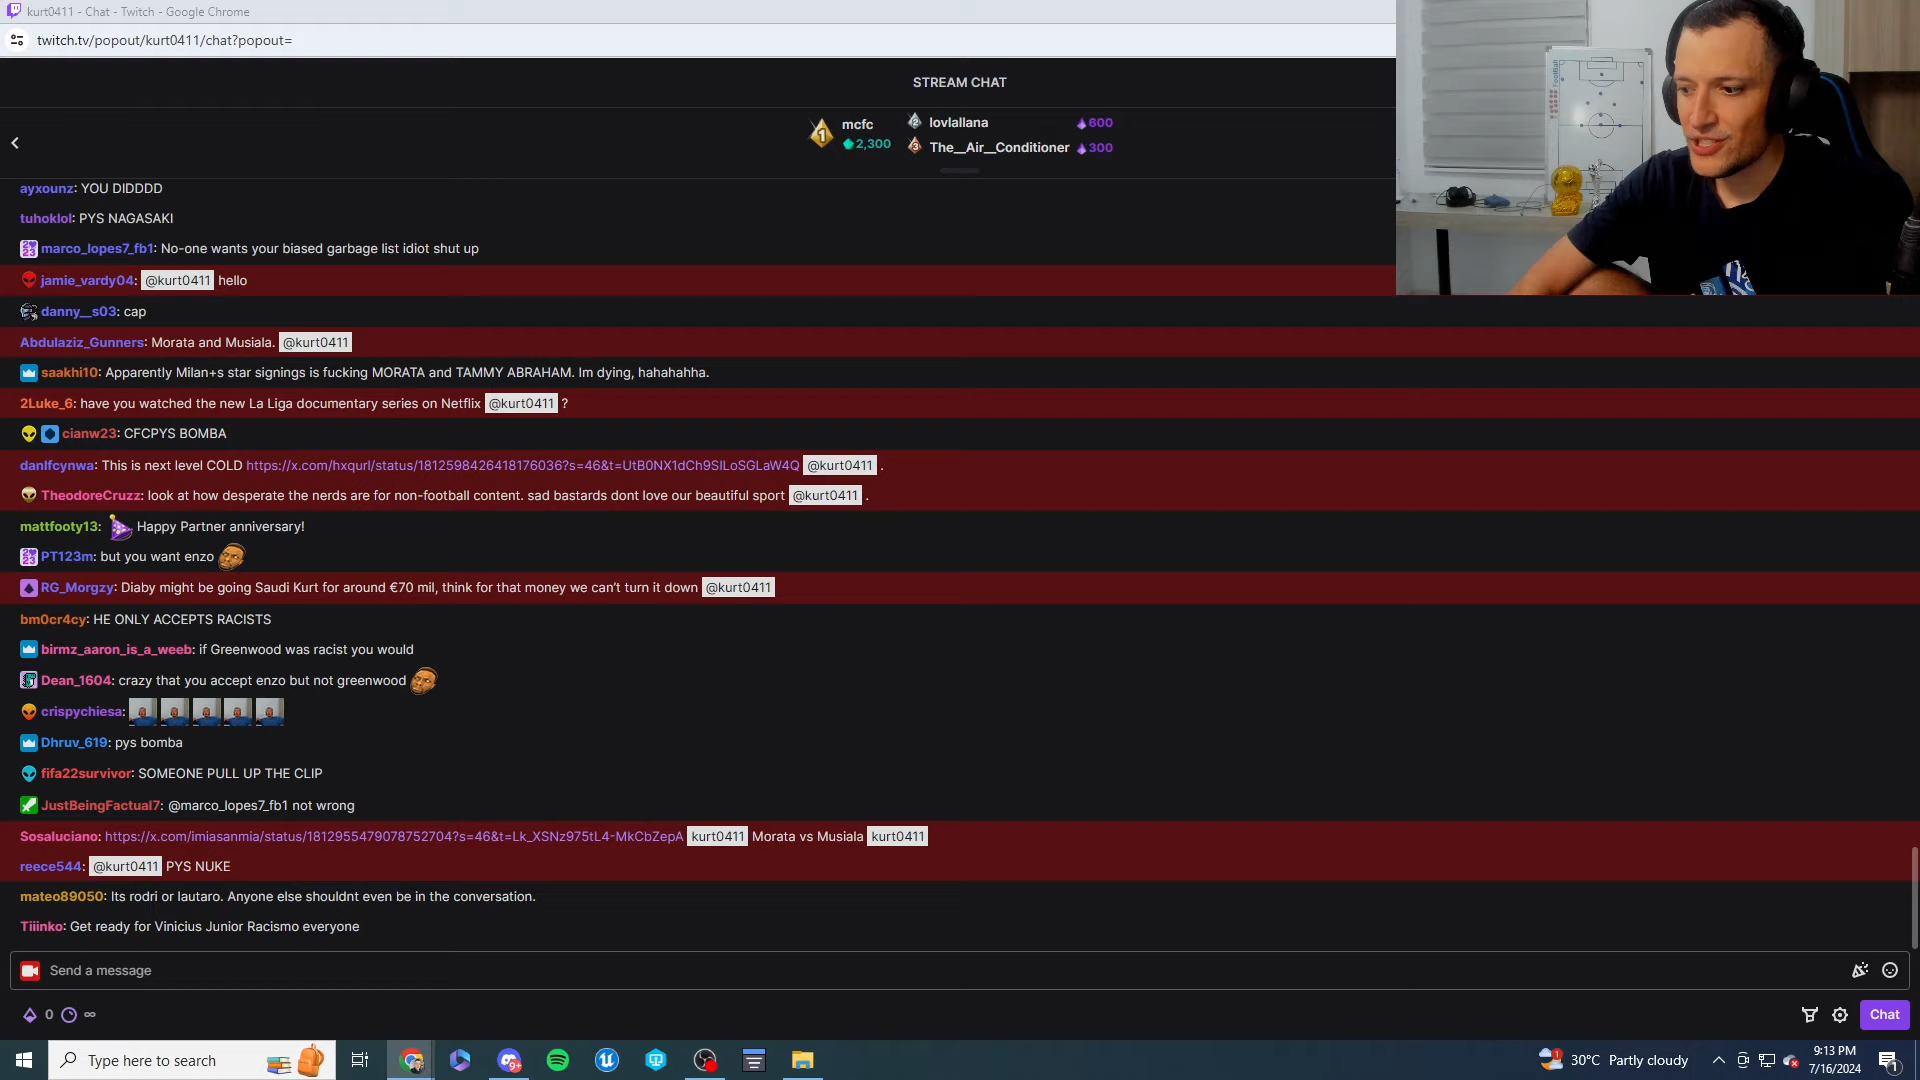 kurt0411 - Chat - Twitch - Google Chrome
twitch.tv/popout/kurt0411/chat?popout=
STREAM CHAT
1 mcfc 2,300
2 lovlallana 600
3 The__Air__Conditioner 300
ayxounz: YOU DIDDDD
tuhoklol: PYS NAGASAKI
marco_lopes7_fb1: No-one wants your biased garbage list idiot shut up
jamie_vardy04: @kurt0411 hello
danny__s03: cap
Abdulaziz_Gunners: Morata and Musiala. @kurt0411
saakhi10: Apparently Milan+s star signings is fucking MORATA and TAMMY ABRAHAM. Im dying, hahahahha.
2Luke_6: have you watched the new La Liga documentary series on Netflix @kurt0411 ?
cianw23: CFCPYS BOMBA
danlfcynwa: This is next level COLD https://x.com/hxqurl/status/1812598426418176036?s=46&t=UtB0NX1dCh9SILoSGLaW4Q @kurt0411 .
TheodoreCruzz: look at how desperate the nerds are for non-football content. sad bastards dont love our beautiful sport @kurt0411 .
mattfooty13: Happy Partner anniversary!
PT123m: but you want enzo
RG_Morgzy: Diaby might be going Saudi Kurt for around €70 mil, think for that money we can't turn it down @kurt0411
bm0cr4cy: HE ONLY ACCEPTS RACISTS
birmz_aaron_is_a_weeb: if Greenwood was racist you would
Dean_1604: crazy that you accept enzo but not greenwood
crispychiesa:
Dhruv_619: pys bomba
fifa22survivor: SOMEONE PULL UP THE CLIP
JustBeingFactual7: @marco_lopes7_fb1 not wrong
Sosaluciano: https://x.com/imiasanmia/status/1812955479078752704?s=46&t=Lk_XSNz975tL4-MkCbZepA kurt0411 Morata vs Musiala kurt0411
reece544: @kurt0411 PYS NUKE
mateo89050: Its rodri or lautaro. Anyone else shouldnt even be in the conversation.
Tiiinko: Get ready for Vinicius Junior Racismo everyone
Send a message
0 ∞
Chat
Type here to search
9+
1 30°C Partly cloudy
9:13 PM
7/16/2024
1